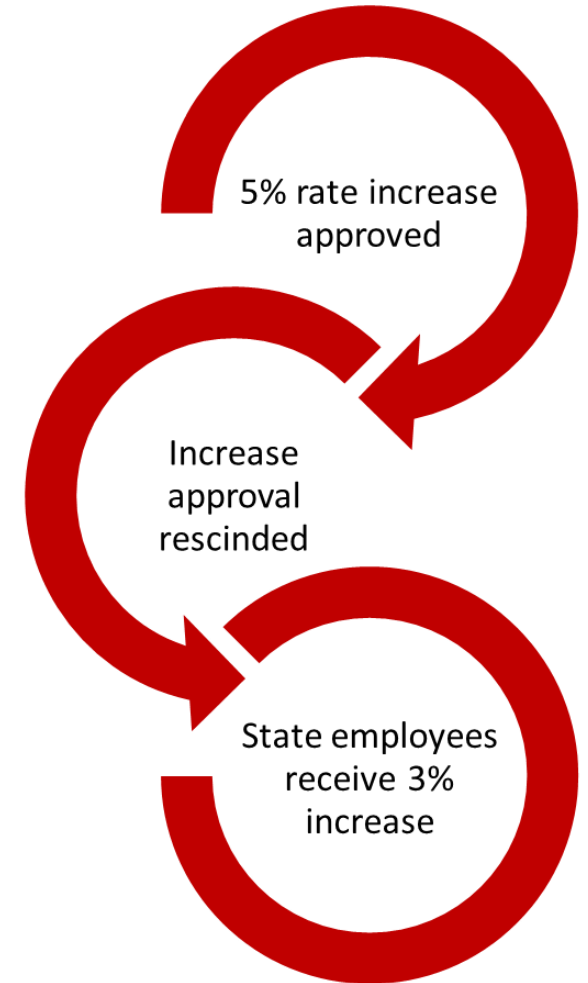 5% rate increase
approved
Increase
approval
rescinded
State employees
receive 3%
increase